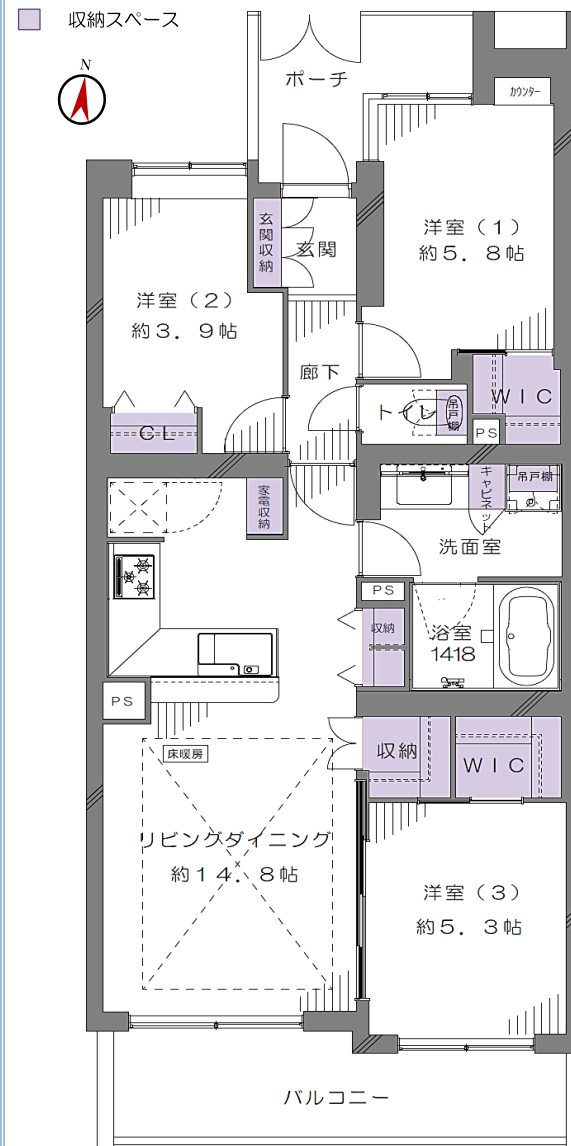 収納スペース
N
ポーチ
カウンター
玄関収納
玄関
洋室（1）
約5．8帖
洋室（2）
約3．9帖
廊下
トイレ
吊戸棚
WIC
PS
CL
家電収納
キャビネット
吊戸棚
洗面室
PS
収納
浴室
1418
PS
床暖房
収納
WIC
リビングダイニング
約14．8帖
洋室（3）
約5．3帖
バルコニー